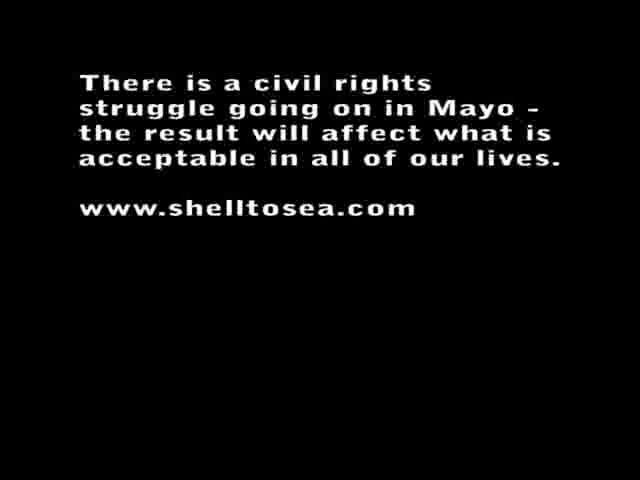 There is a civil rights
struggle going on in Mayo -
the result will affect what is
acceptable in all of our lives.
www.shelltosea.com